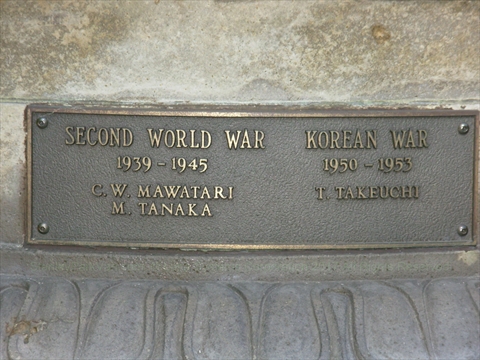 SECOND WORLD WAR
1939 - 1945
C. W. MAWATARI
M. TANAKA
KOREAN WAR
1950 - 1953
T. TAKEUCHI